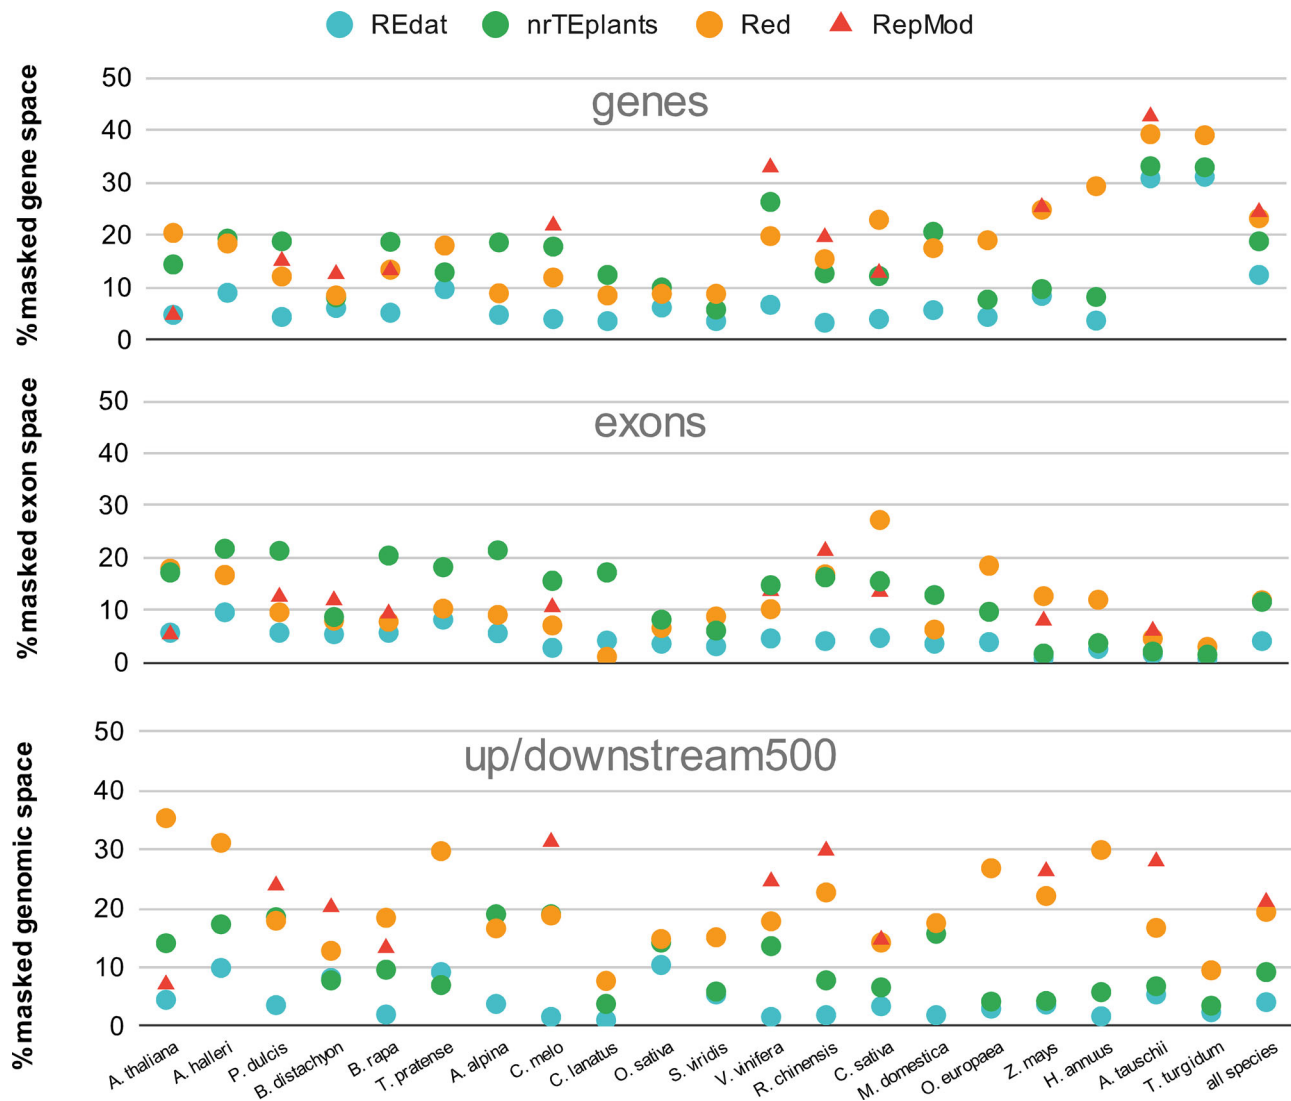 REdat nrTEplants Red RepMod
%masked gene space
50
40
30
20
10
0
genes
%masked exon space
50
40
30
20
10
0
exons
%masked genomic space
50
40
30
20
10
0
up/downstream500
A. thaliana
A. halleri
P. dulcis
B. distachyon
B. rapa
T. pratense
A. alpina
C. melo
C. lanatus
O. sativa
S. viridis
V. vinifera
R. chinensis
C. sativa
M. domestica
O. europaea
Z. mays
H. annuus
A. tauschii
T. turgidum
all species